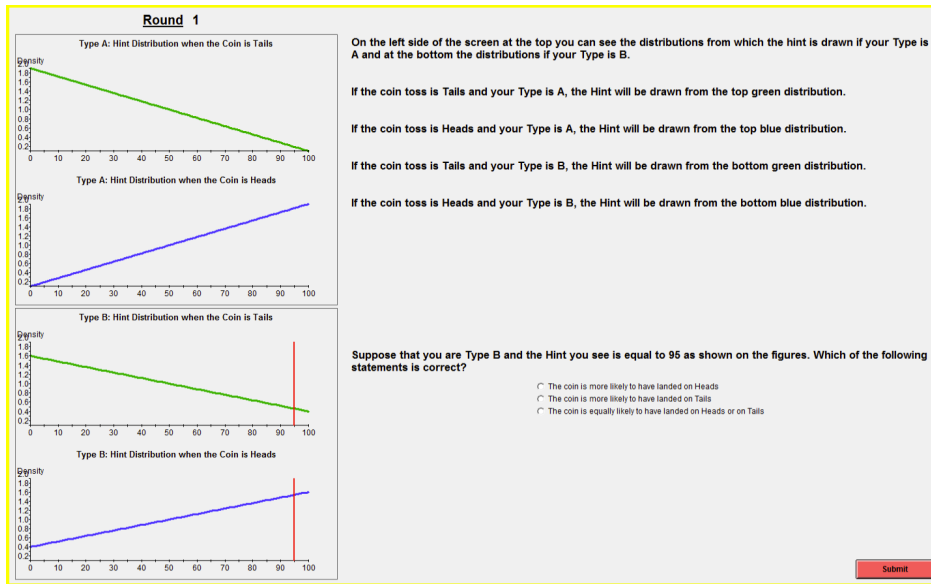 Round 1
Type A: Hint Distribution when the Coin is Tails
Density
2.0
1.8
1.6
1.4
1.2
1.0
0.8
0.6
0.4
0.2
0 10 20 30 40 50 60 70 80 90 100
Type A: Hint Distribution when the Coin is Heads
Density
2.0
1.8
1.6
1.4
1.2
1.0
0.8
0.6
0.4
0.2
0 10 20 30 40 50 60 70 80 90 100
Type B: Hint Distribution when the Coin is Tails
Density
2.0
1.8
1.6
1.4
1.2
1.0
0.8
0.6
0.4
0.2
0 10 20 30 40 50 60 70 80 90 100
Type B: Hint Distribution when the Coin is Heads
Density
2.0
1.8
1.6
1.4
1.2
1.0
0.8
0.6
0.4
0.2
0 10 20 30 40 50 60 70 80 90 100
On the left side of the screen at the top you can see the distributions from which the hint is drawn if your Type is
A and at the bottom the distributions if your Type is B.
If the coin toss is Tails and your Type is A, the Hint will be drawn from the top green distribution.
If the coin toss is Heads and your Type is A, the Hint will be drawn from the top blue distribution.
If the coin toss is Tails and your Type is B, the Hint will be drawn from the bottom green distribution.
If the coin toss is Heads and your Type is B, the Hint will be drawn from the bottom blue distribution.
Suppose that you are Type B and the Hint you see is equal to 95 as shown on the figures. Which of the following
statements is correct?
The coin is more likely to have landed on Heads
The coin is more likely to have landed on Tails
The coin is equally likely to have landed on Heads or on Tails
Submit